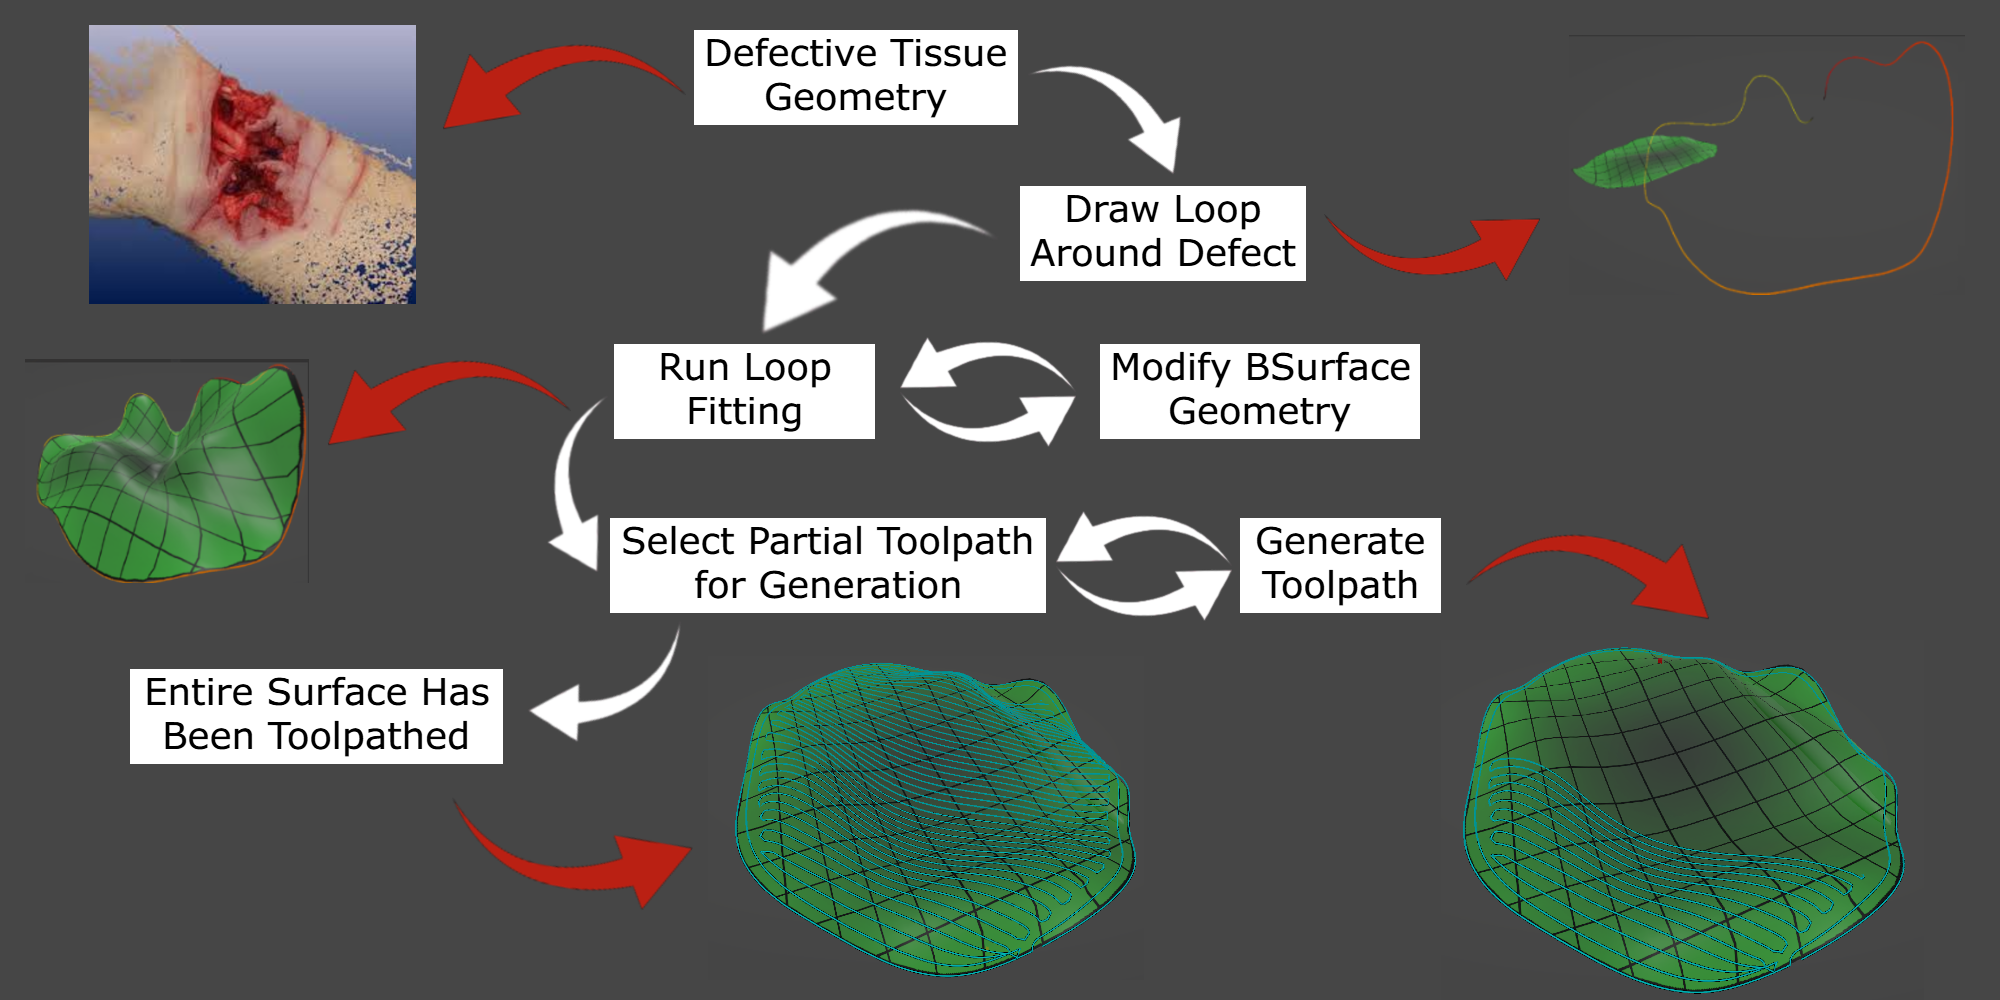 Defective Tissue
Geometry
Draw Loop
Around Defect
Run Loop
Fitting
Modify BSurface
Geometry
Select Partial Toolpath
for Generation
Generate
Toolpath
Entire Surface Has
Been Toolpathed